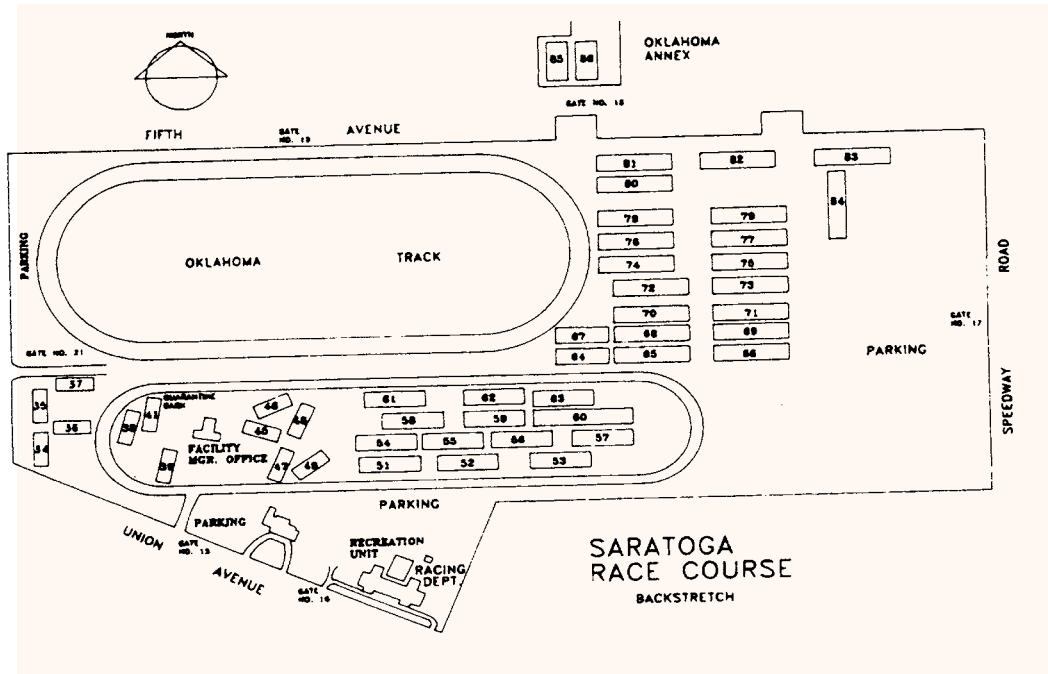 NORTH
85
86
OKLAHOMA
ANNEX
GATE NO. 18
FIFTH
GATE
NO. 19
AVENUE
81
82
83
80
84
78
79
76
77
PARKING
OKLAHOMA
TRACK
74
75
ROAD
72
73
70
71
GATE
NO. 17
67
68
69
GATE NO. 21
64
65
66
PARKING
37
QUARANTINE
BARN
61
62
63
35
41
46
58
59
60
SPEEDWAY
36
45
34
FACILITY
MGR. OFFICE
54
55
56
57
47
51
52
53
PARKING
PARKING
UNION
GATE
NO. 15
AVENUE
RECREATION
UNIT
RACING
DEPT.
GATE
NO. 16
SARATOGA
RACE COURSE
BACKSTRETCH